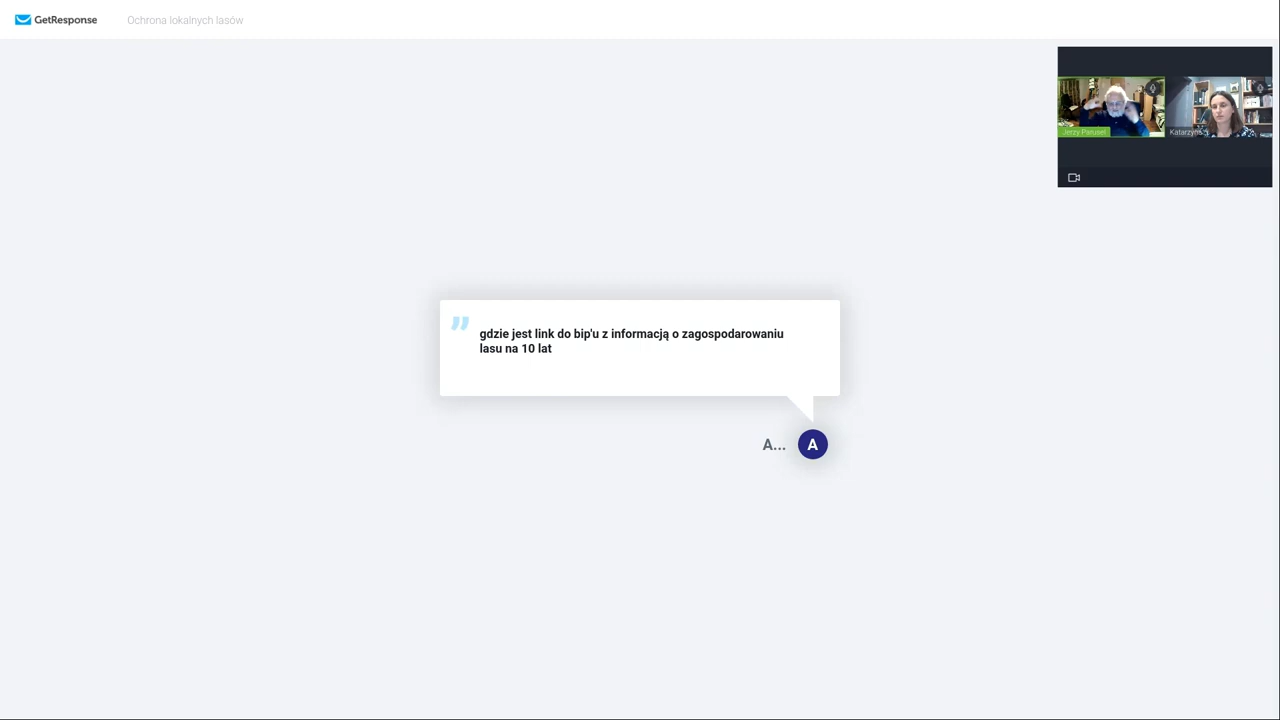 GetResponse
Ochrona lokalnych lasów
Jerzy Parusel
gdzie jest link do bip'u z informacją o zagospodarowaniu
lasu na 10 lat
A...
A